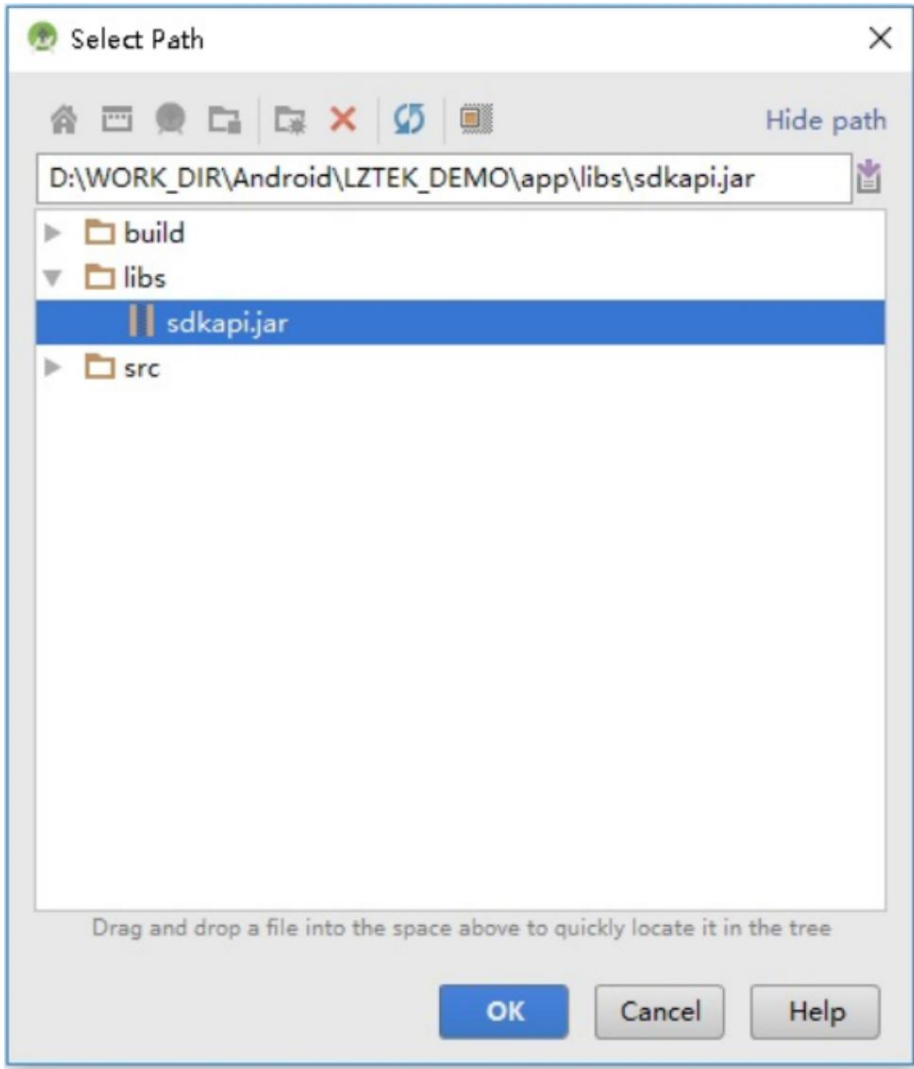 Select Path
Hide path
D:\WORK_DIR\Android\LZTEK_DEMO\app\libs\sdkapi.jar
build
libs
sdkapi.jar
src
Drag and drop a file into the space above to quickly locate it in the tree
OK Cancel Help